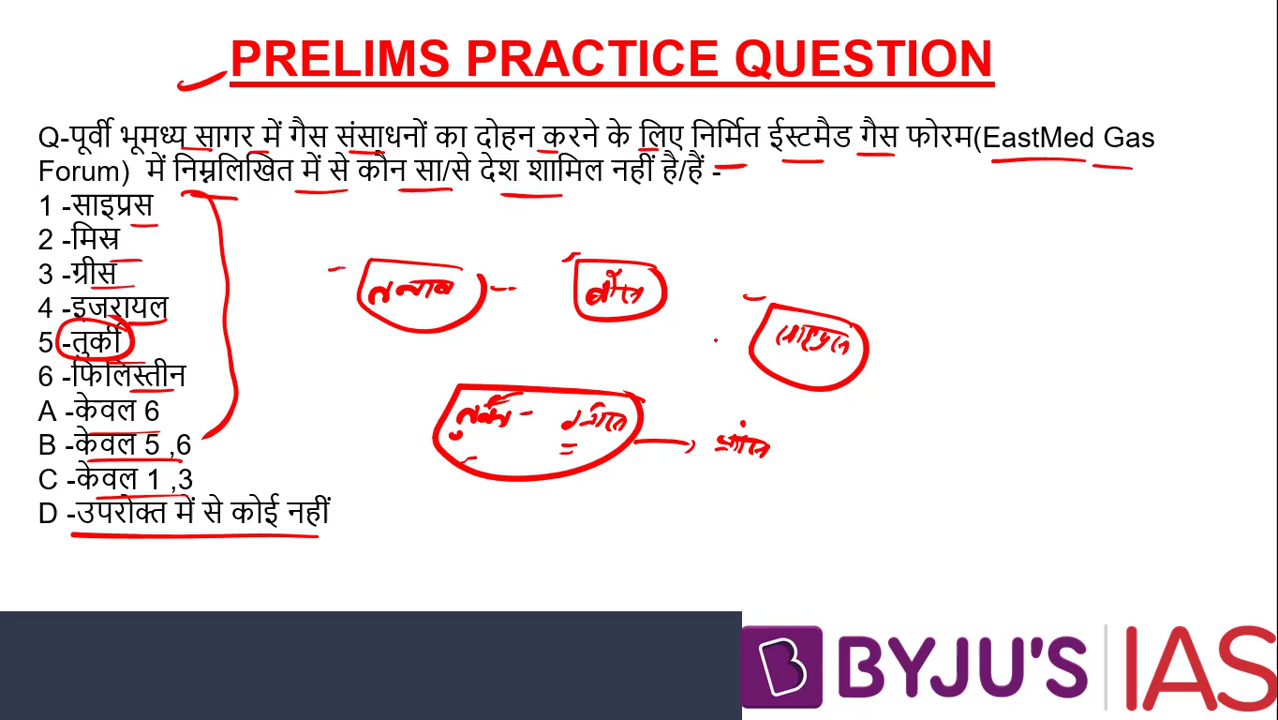 PRELIMS PRACTICE QUESTION
Q-पूर्वी भूमध्य सागर में गैस संसाधनों का दोहन करने के लिए निर्मित ईस्टमैड गैस फोरम(EastMed Gas
Forum) में निम्नलिखित में से कौन सा/से देश शामिल नहीं है/हैं -
1 -साइप्रस
2 -मिस्र
3 -ग्रीस
4 -इजरायल
5 -तुर्की
6 -फिलिस्तीन
A -केवल 6
B -केवल 5 ,6
C -केवल 1 ,3
D -उपरोक्त में से कोई नहीं
तनाव
BYJU'S IAS